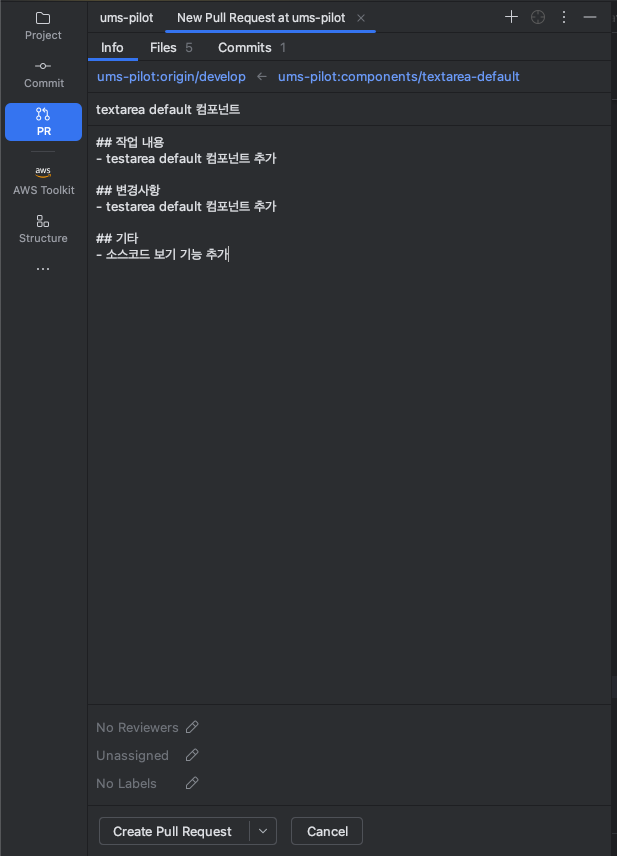 Project
Commit
PR
aws
AWS Toolkit
Structure
ums-pilot
New Pull Request at ums-pilot
Info
Files 5
Commits 1
ums-pilot:origin/develop ← ums-pilot:components/textarea-default
textarea default 컴포넌트
## 작업 내용
- testarea default 컴포넌트 추가
## 변경사항
- testarea default 컴포넌트 추가
## 기타
- 소스코드 보기 기능 추가
No Reviewers
Unassigned
No Labels
Create Pull Request
Cancel